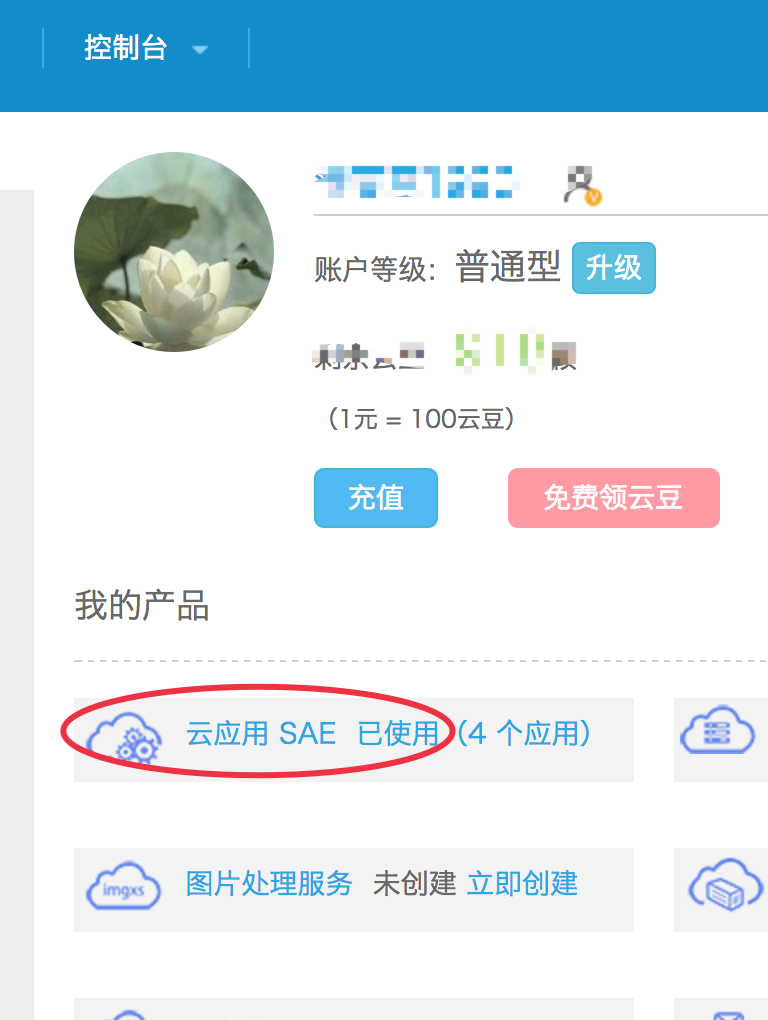 控制台
账户等级：普通型 升级
（1元 = 100云豆）
充值 免费领云豆
我的产品
云应用 SAE 已使用（4 个应用）
imgxs 图片处理服务 未创建 立即创建